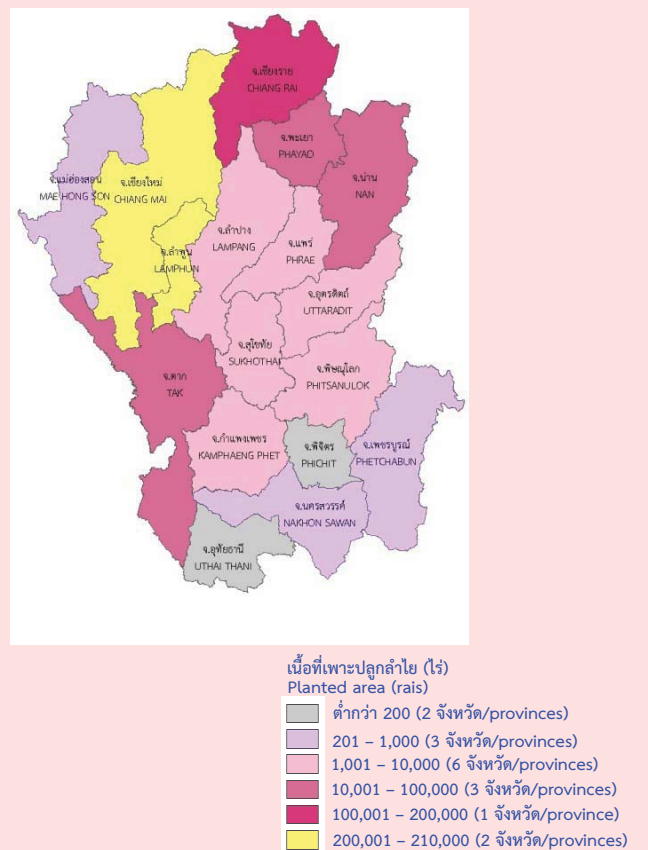 จ.เชียงราย
CHIANG RAI
จ.พะเยา
PHAYAO
จ.น่าน
NAN
จ.แม่ฮ่องสอน
MAE HONG SON
จ.เชียงใหม่
CHIANG MAI
จ.ลำพูน
LAMPHUN
จ.ลำปาง
LAMPANG
จ.แพร่
PHRAE
จ.อุตรดิตถ์
UTTARADIT
จ.สุโขทัย
SUKHOTHAI
จ.ตาก
TAK
จ.พิษณุโลก
PHITSANULOK
จ.กำแพงเพชร
KAMPHAENG PHET
จ.พิจิตร
PHICHIT
จ.เพชรบูรณ์
PHETCHABUN
จ.นครสวรรค์
NAKHON SAWAN
จ.อุทัยธานี
UTHAI THANI
เนื้อที่เพาะปลูกลำไย (ไร่)
Planted area (rais)
ต่ำกว่า 200 (2 จังหวัด/provinces)
201 – 1,000 (3 จังหวัด/provinces)
1,001 – 10,000 (6 จังหวัด/provinces)
10,001 – 100,000 (3 จังหวัด/provinces)
100,001 – 200,000 (1 จังหวัด/province)
200,001 – 210,000 (2 จังหวัด/provinces)